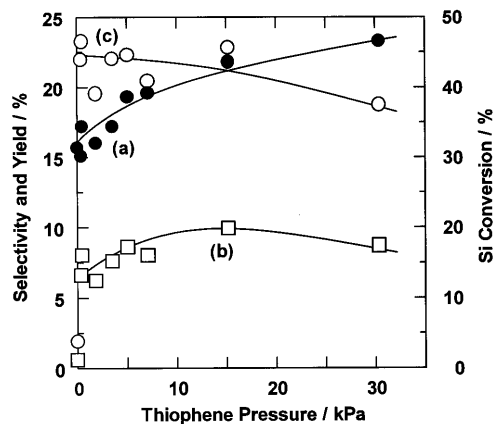 25
20
15
10
5
0
Selectivity and Yield / %
(c)
(a)
(b)
50
40
30
20
10
0
Si Conversion / %
0
10
20
30
Thiophene Pressure / kPa